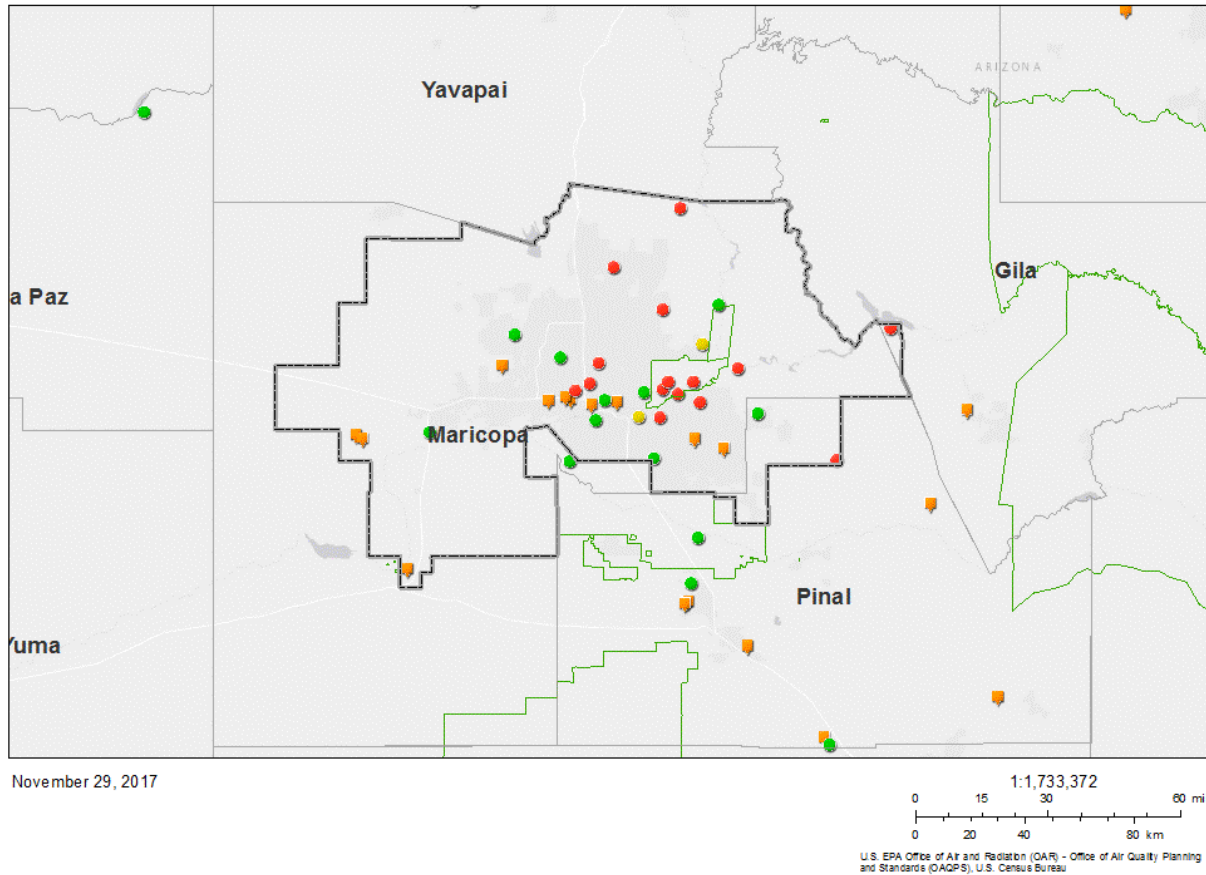 ARIZONA
Yavapai
Gila
a Paz
Maricopa
Pinal
Yuma
November 29, 2017
1:1,733,372
0 15 30 60 mi
0 20 40 80 km
U.S. EPA Office of Air and Radiation (OAR) - Office of Air Quality Planning
and Standards (OAQPS), U.S. Census Bureau